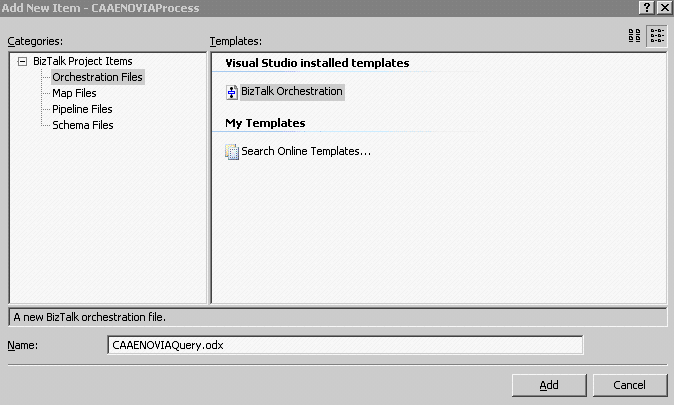 Add New Item - CAAENOVIAProcess
Categories:
Templates:
BizTalk Project Items
Orchestration Files
Map Files
Pipeline Files
Schema Files
Visual Studio installed templates
BizTalk Orchestration
My Templates
Search Online Templates...
A new BizTalk orchestration file.
Name:
CAAENOVIAQuery.odx
Add
Cancel